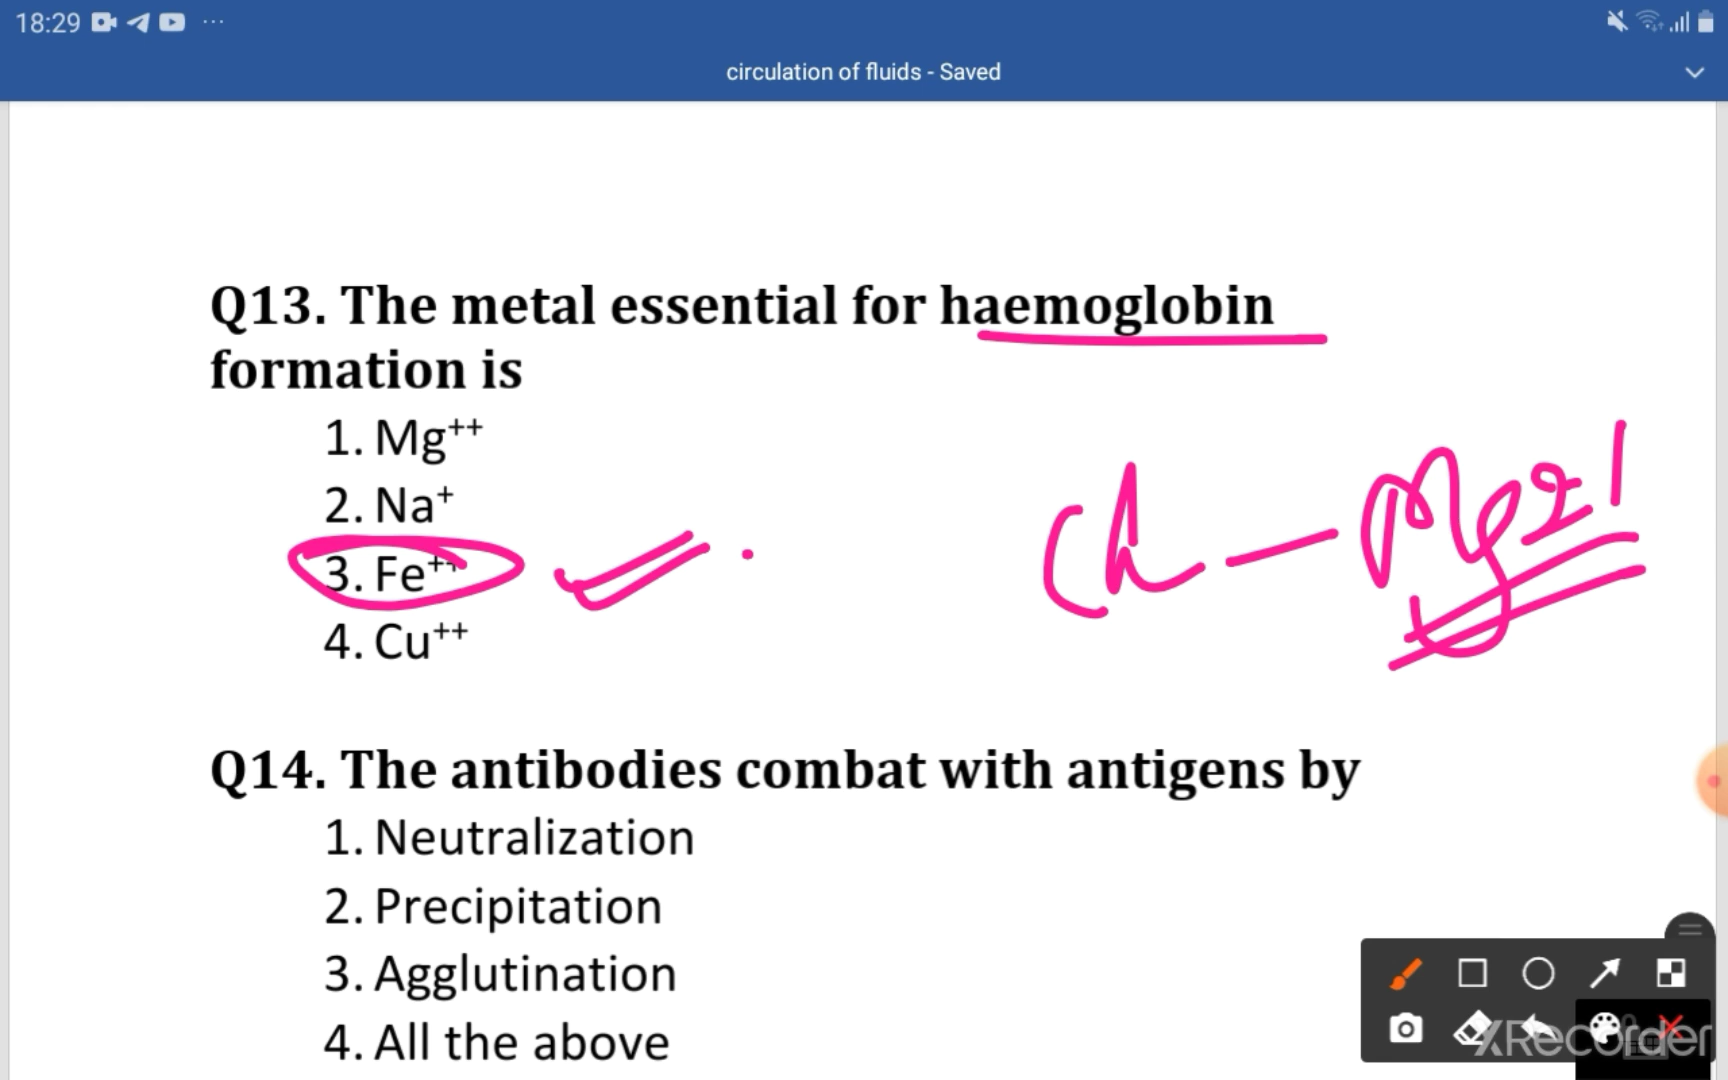 18:29
circulation of fluids - Saved
Q13. The metal essential for haemoglobin
formation is
1. Mg⁺⁺
2. Na⁺
3. Fe⁺⁺
4. Cu⁺⁺
Q14. The antibodies combat with antigens by
1. Neutralization
2. Precipitation
3. Agglutination
4. All the above
XRecorder